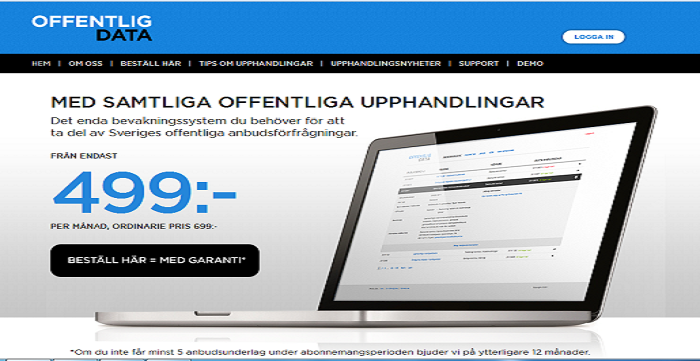 OFFENTLIG
DATA
LOGGA IN
HEM | OM OSS | BESTÄLL HÄR | TIPS OM UPPHANDLINGAR | UPPHANDLINGSNYHETER | SUPPORT | DEMO
MED SAMTLIGA OFFENTLIGA UPPHANDLINGAR
Det enda bevakningssystem du behöver för att
ta del av Sveriges offentliga anbudsförfrågningar.
FRÅN ENDAST
499:-
PER MÅNAD, ORDINARIE PRIS 699:-
BESTÄLL HÄR = MED GARANTI*
OFFENTLIG
DATA
*Om du inte får minst 5 anbudsunderlag under abonnemangsperioden bjuder vi på ytterligare 12 månader.